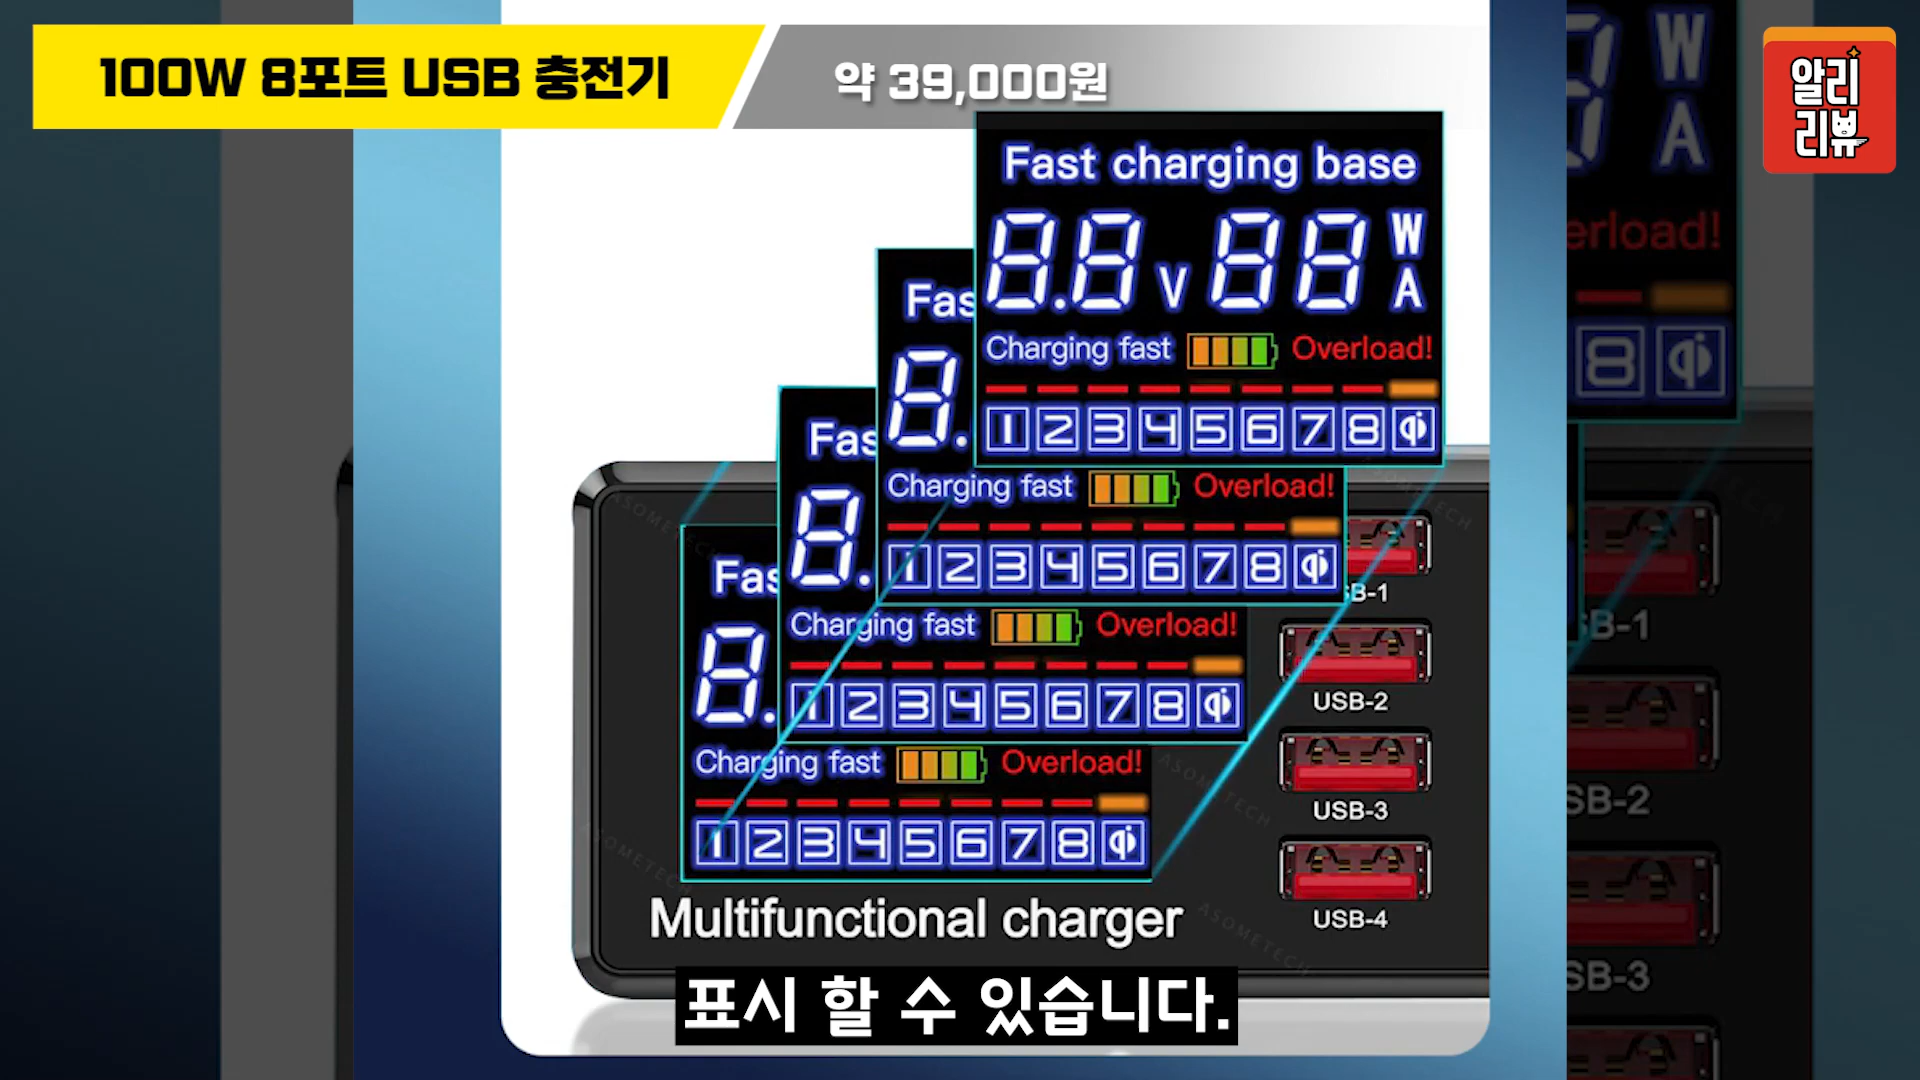 100W 8포트 USB 충전기
약 39,000원
알리
리뷰
W
A
erload!
8
Fast charging base
8.8 V 88 W A
Charging fast Overload!
1 2 3 4 5 6 7 8
Fas
8.
Charging fast Overload!
1 2 3 4 5 6 7 8
Fas
8.
Charging fast Overload!
1 2 3 4 5 6 7 8
Fas
8.
Charging fast Overload!
1 2 3 4 5 6 7 8
SB-1
USB-2
USB-3
USB-4
SB-1
SB-2
SB-3
ASOMETECH
ASOMETECH
ASOMETECH
ASOMETECH
Multifunctional charger
표시 할 수 있습니다.